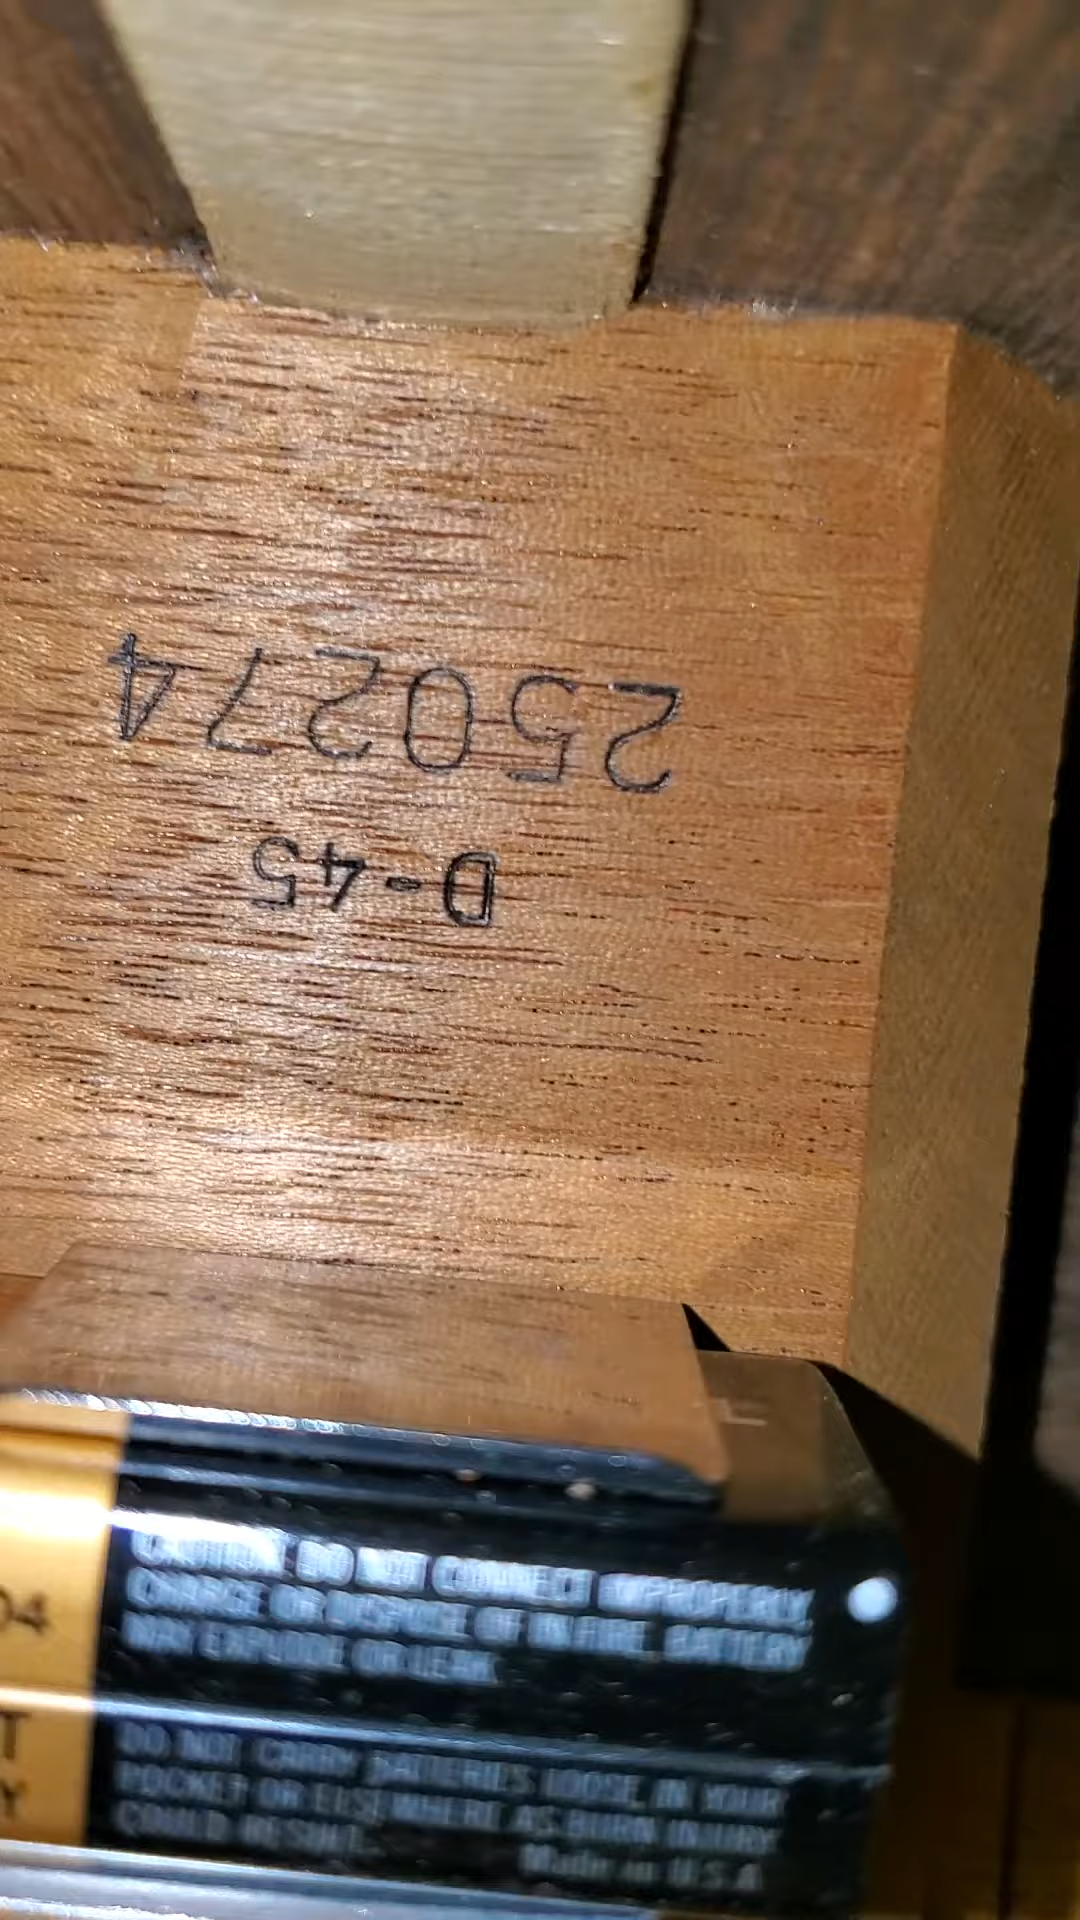 D-45
250274
04
CAUTION: DO NOT CONNECT IMPROPERLY,
CHARGE OR DISPOSE OF IN FIRE. BATTERY
MAY EXPLODE OR LEAK.
T
Y
DO NOT CARRY BATTERIES LOOSE IN YOUR
POCKET OR ELSEWHERE AS BURN INJURY
COULD RESULT.
Made in U.S.A.